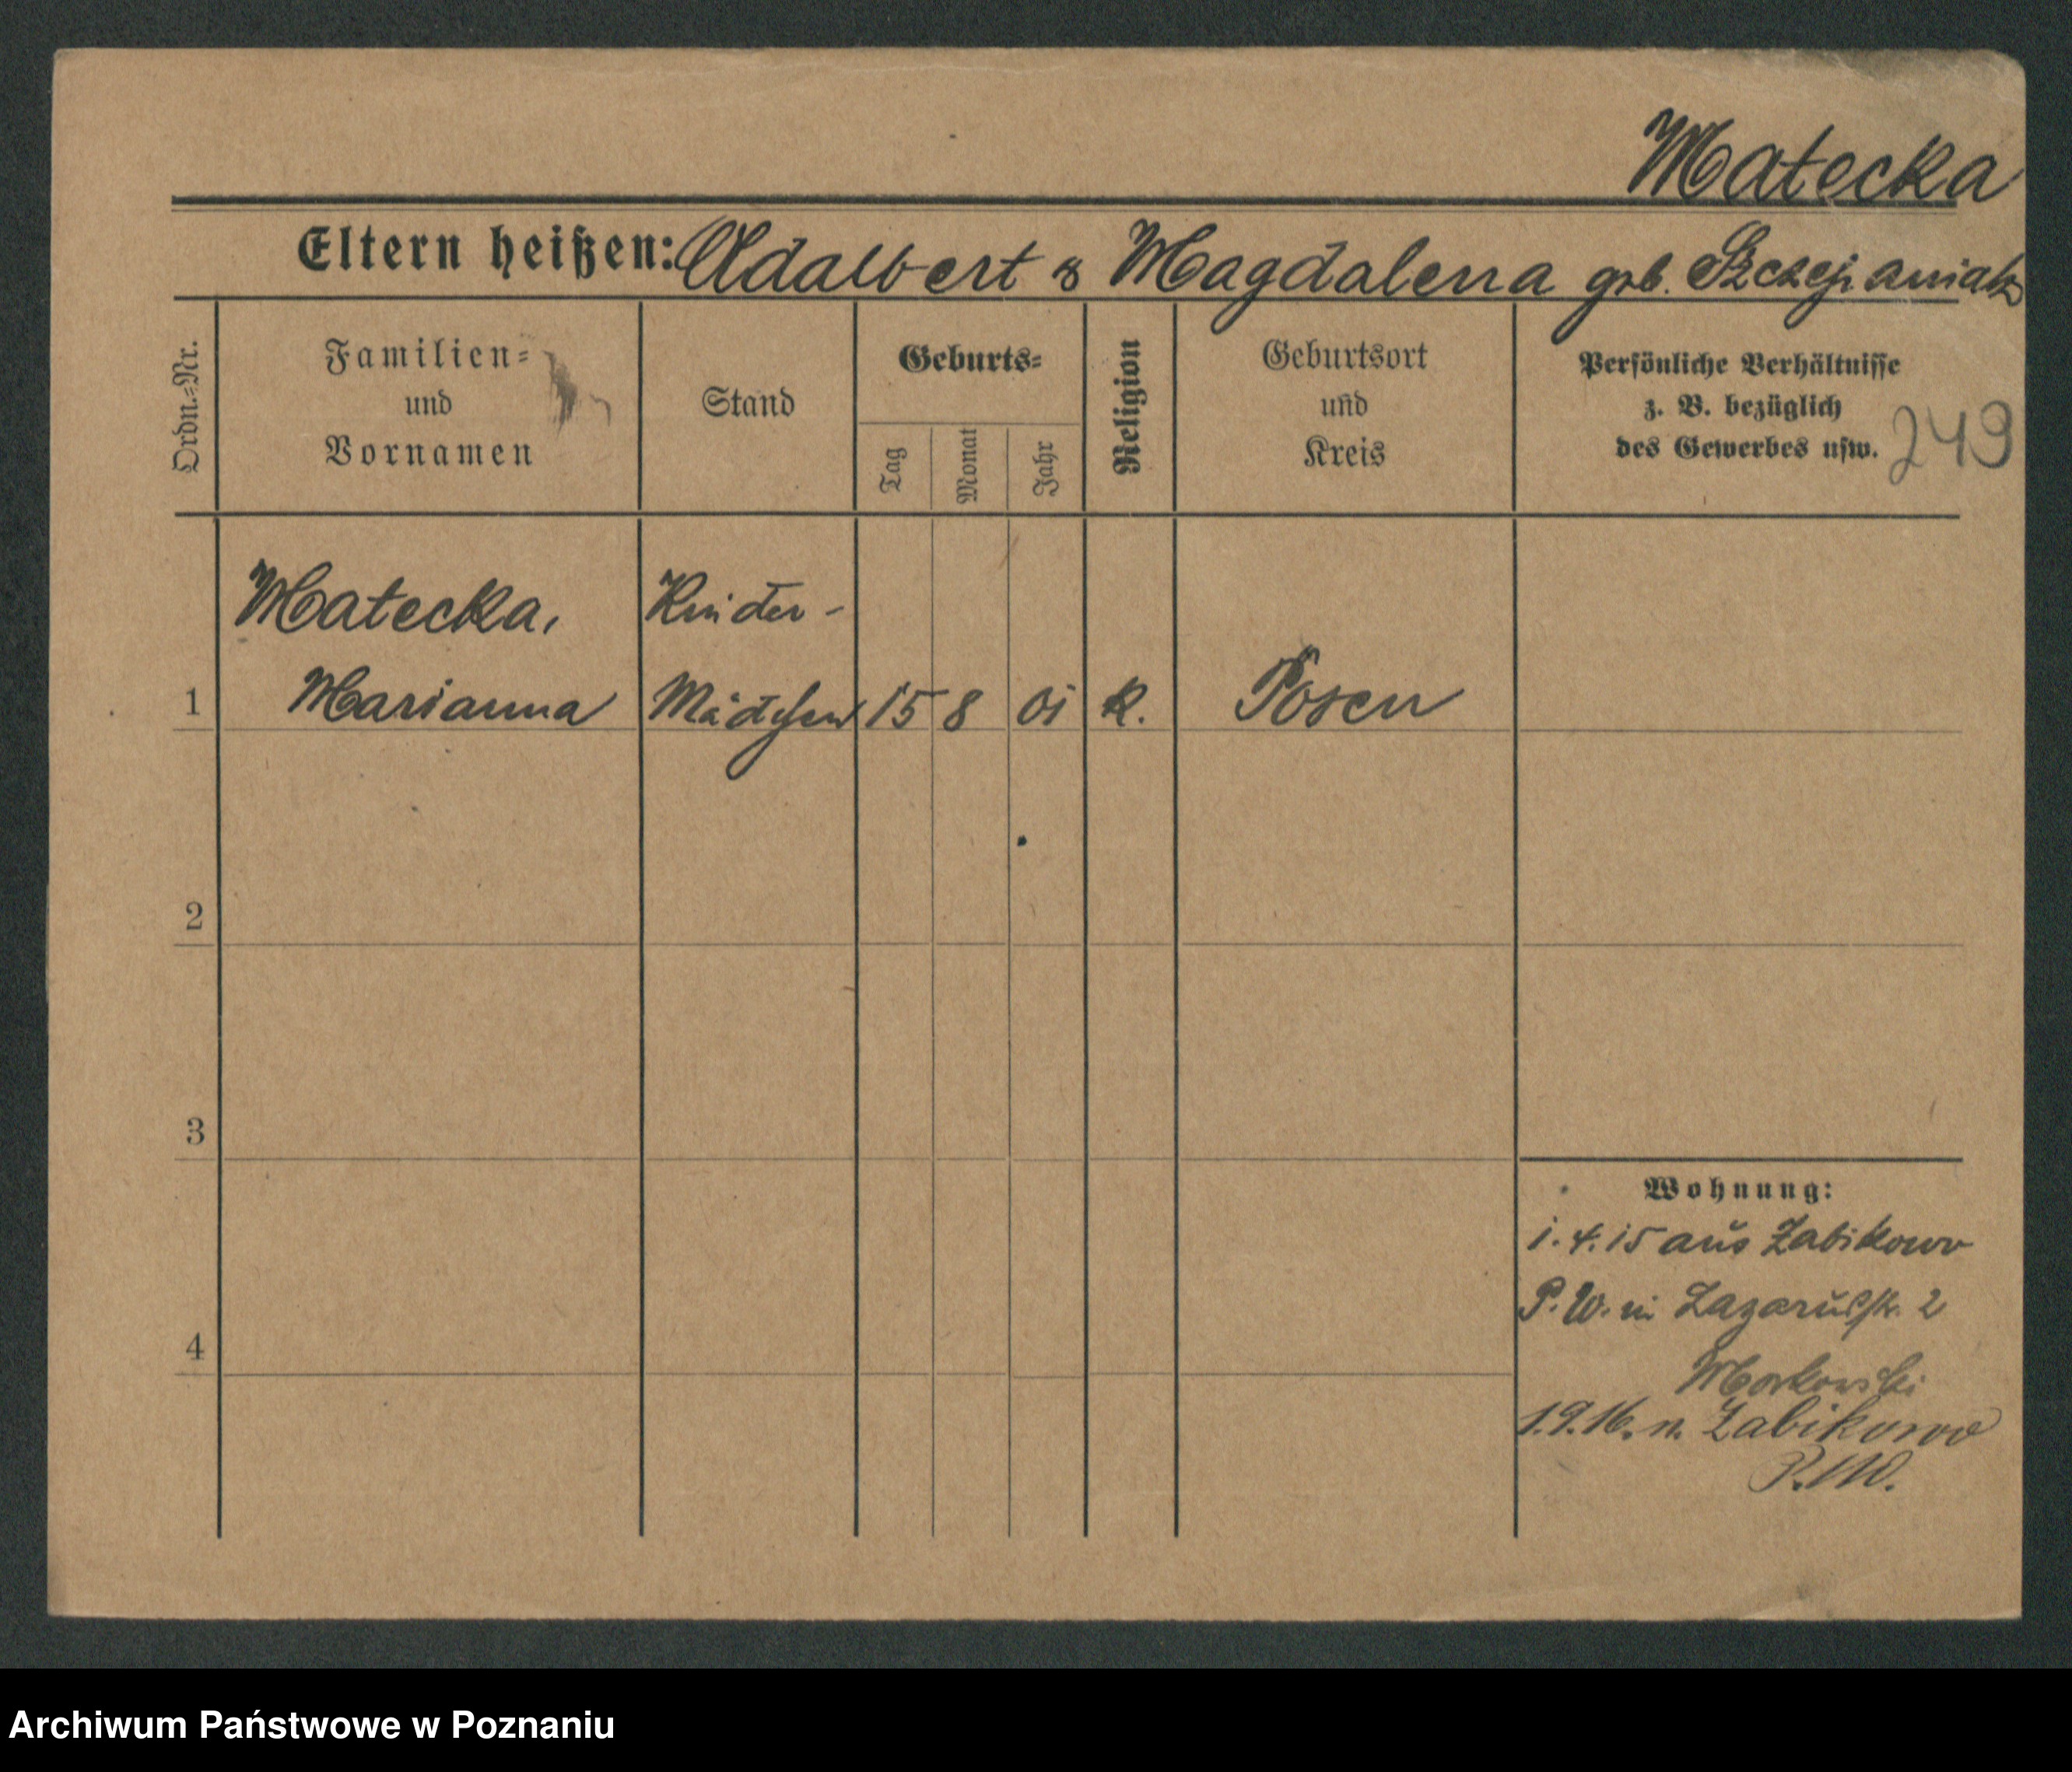 Matecka
Eltern heißen: Adalbert & Magdalena geb. Szczepaniak
Ordn.=Nr.
Familien=
und
Vornamen
Stand
Geburts=
Tag
Monat
Jahr
Religion
Geburtsort
und
Kreis
Persönliche Verhältnisse
z. B. bezüglich
des Gewerbes usw.
249
Matecka, Kinder-
1 Marianna Mädchen 15 8 01 k. Posen
2
3
4
Wohnung:
1. 4. 15 aus Zabikowo
P. W. in Lazarusstr. 2
Morkowski
1.9.16. n. Zabikowo
P.W.
Archiwum Państwowe w Poznaniu